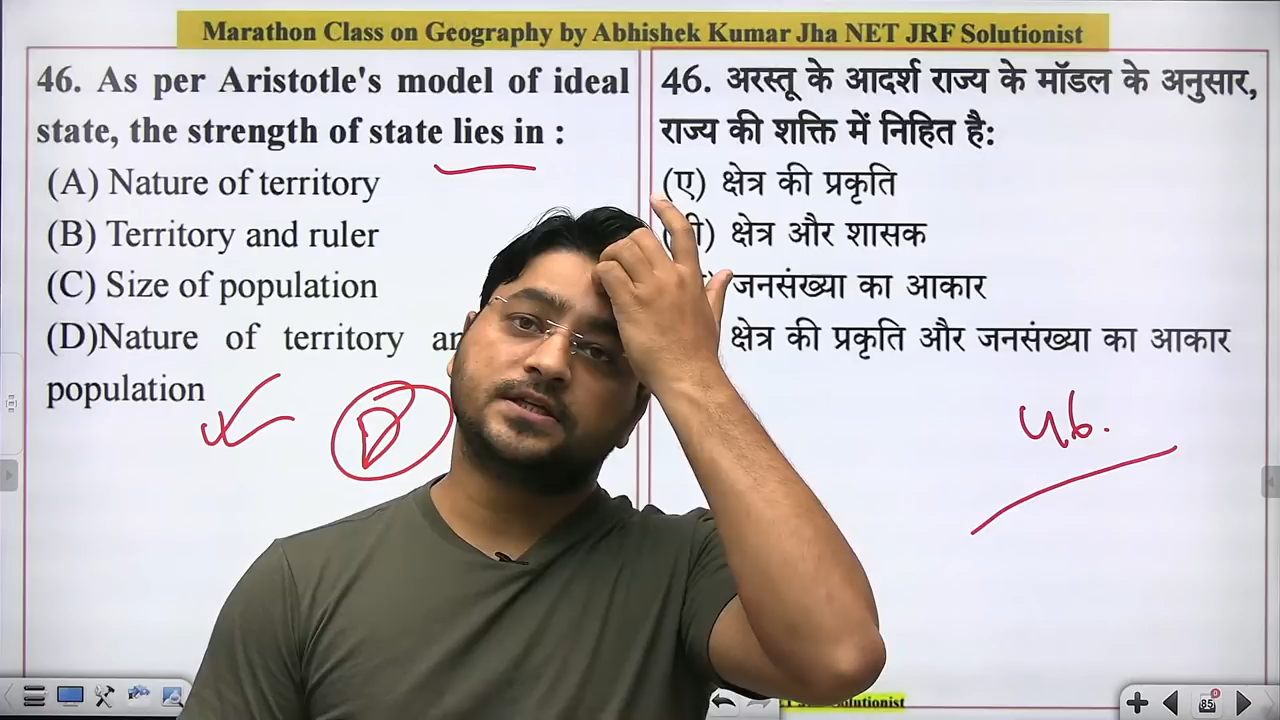 Marathon Class on Geography by Abhishek Kumar Jha NET JRF Solutionist
46. As per Aristotle's model of ideal
state, the strength of state lies in :
(A) Nature of territory
(B) Territory and ruler
(C) Size of population
(D)Nature of territory
population
46. अरस्तू के आदर्श राज्य के मॉडल के अनुसार,
राज्य की शक्ति में निहित है:
(ए) क्षेत्र की प्रकृति
क्षेत्र और शासक
जनसंख्या का आकार
क्षेत्र की प्रकृति और जनसंख्या का आकार
D
46.
Solutionist
85